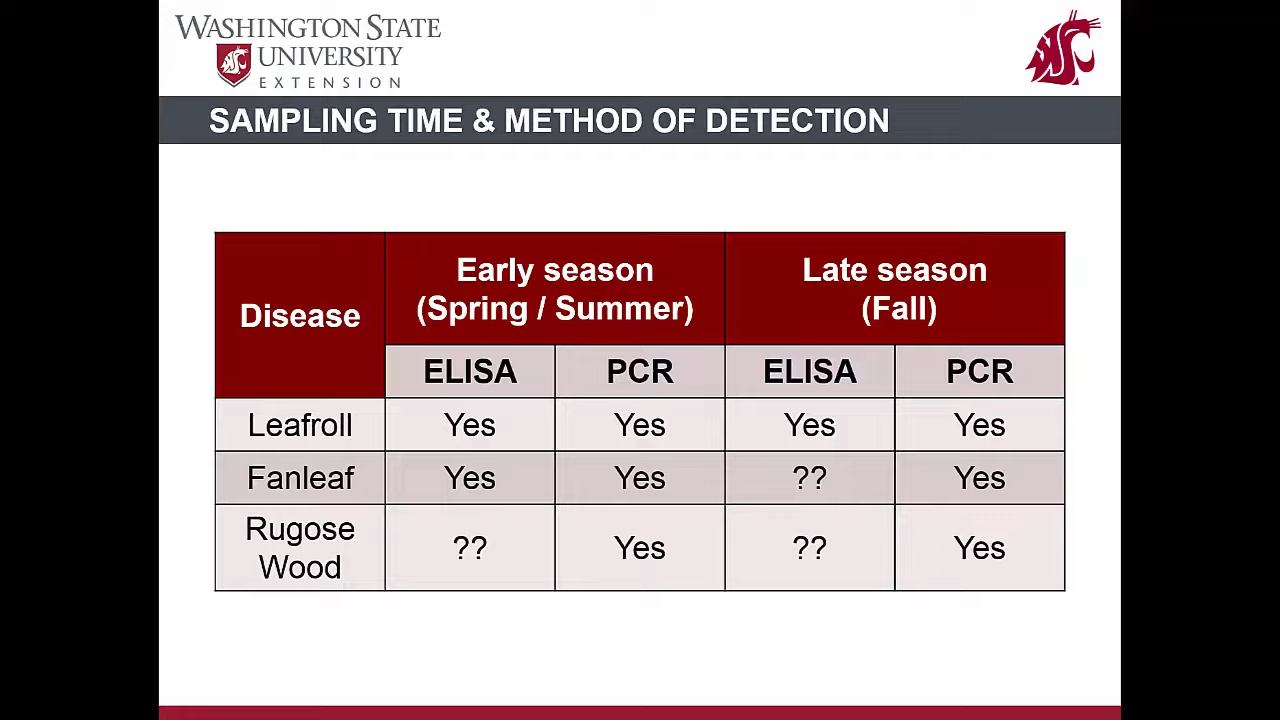 WASHINGTON STATE
UNIVERSITY
EXTENSION
SAMPLING TIME & METHOD OF DETECTION
Disease
Early season
(Spring / Summer)
Late season
(Fall)
ELISA PCR ELISA PCR
Leafroll Yes Yes Yes Yes
Fanleaf Yes Yes ?? Yes
Rugose
Wood ?? Yes ?? Yes